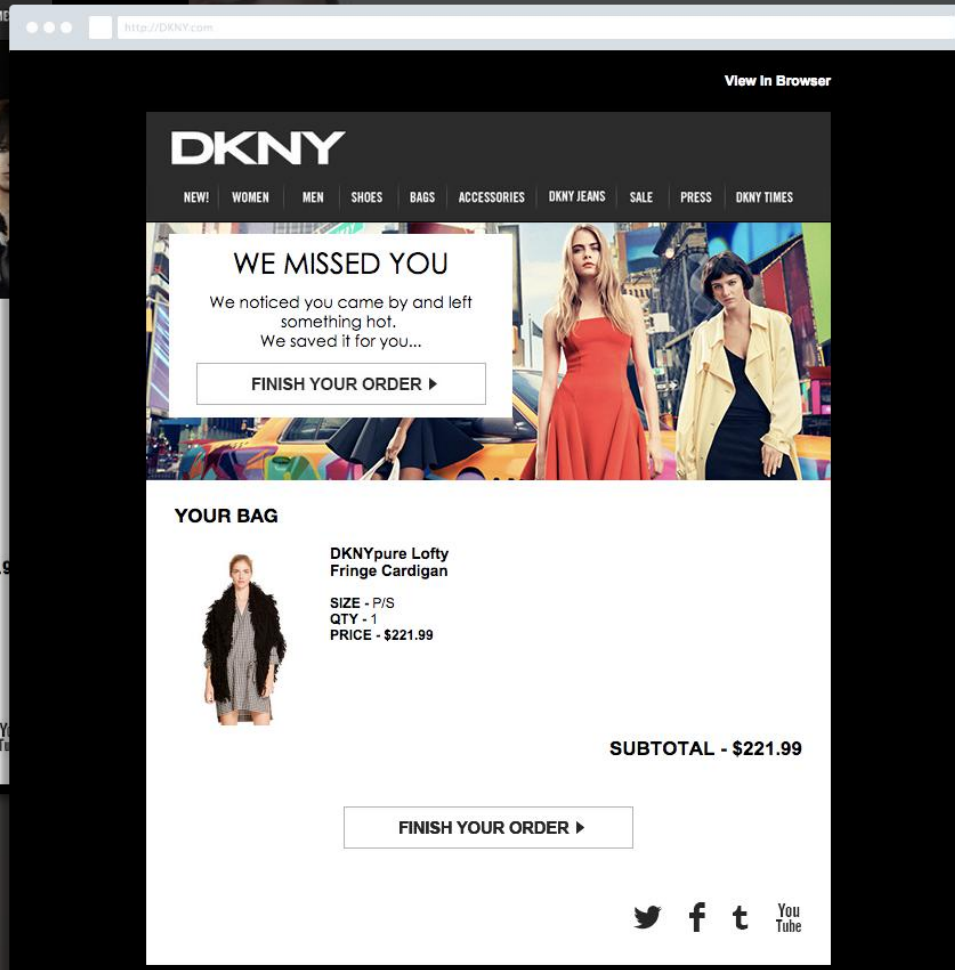 http://DKNY.com
View In Browser
DKNY
NEW! WOMEN MEN SHOES BAGS ACCESSORIES DKNY JEANS SALE PRESS DKNY TIMES
WE MISSED YOU
We noticed you came by and left
something hot.
We saved it for you...
FINISH YOUR ORDER
YOUR BAG
DKNYpure Lofty
Fringe Cardigan
SIZE - P/S
QTY - 1
PRICE - $221.99
SUBTOTAL - $221.99
FINISH YOUR ORDER
You
Tube